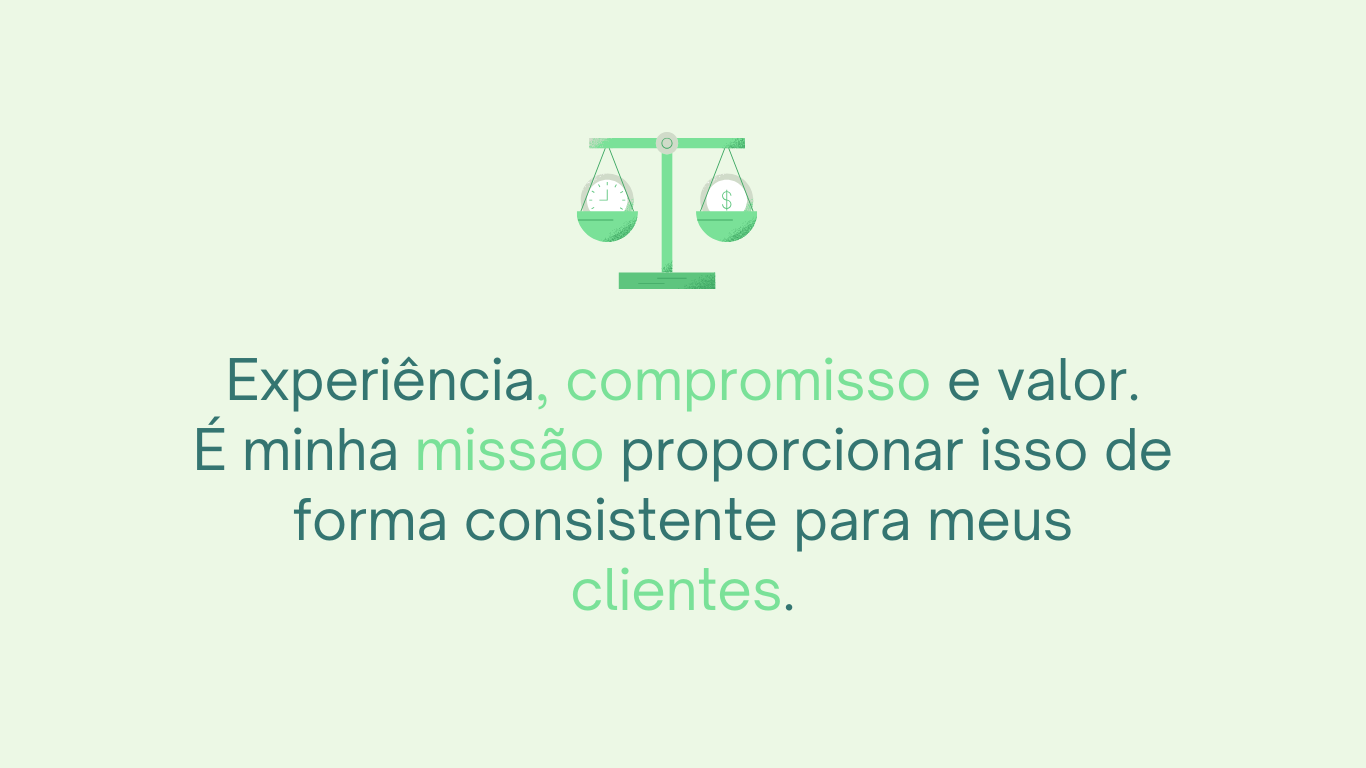 Experiência, compromisso e valor.
É minha missão proporcionar isso de
forma consistente para meus
clientes.